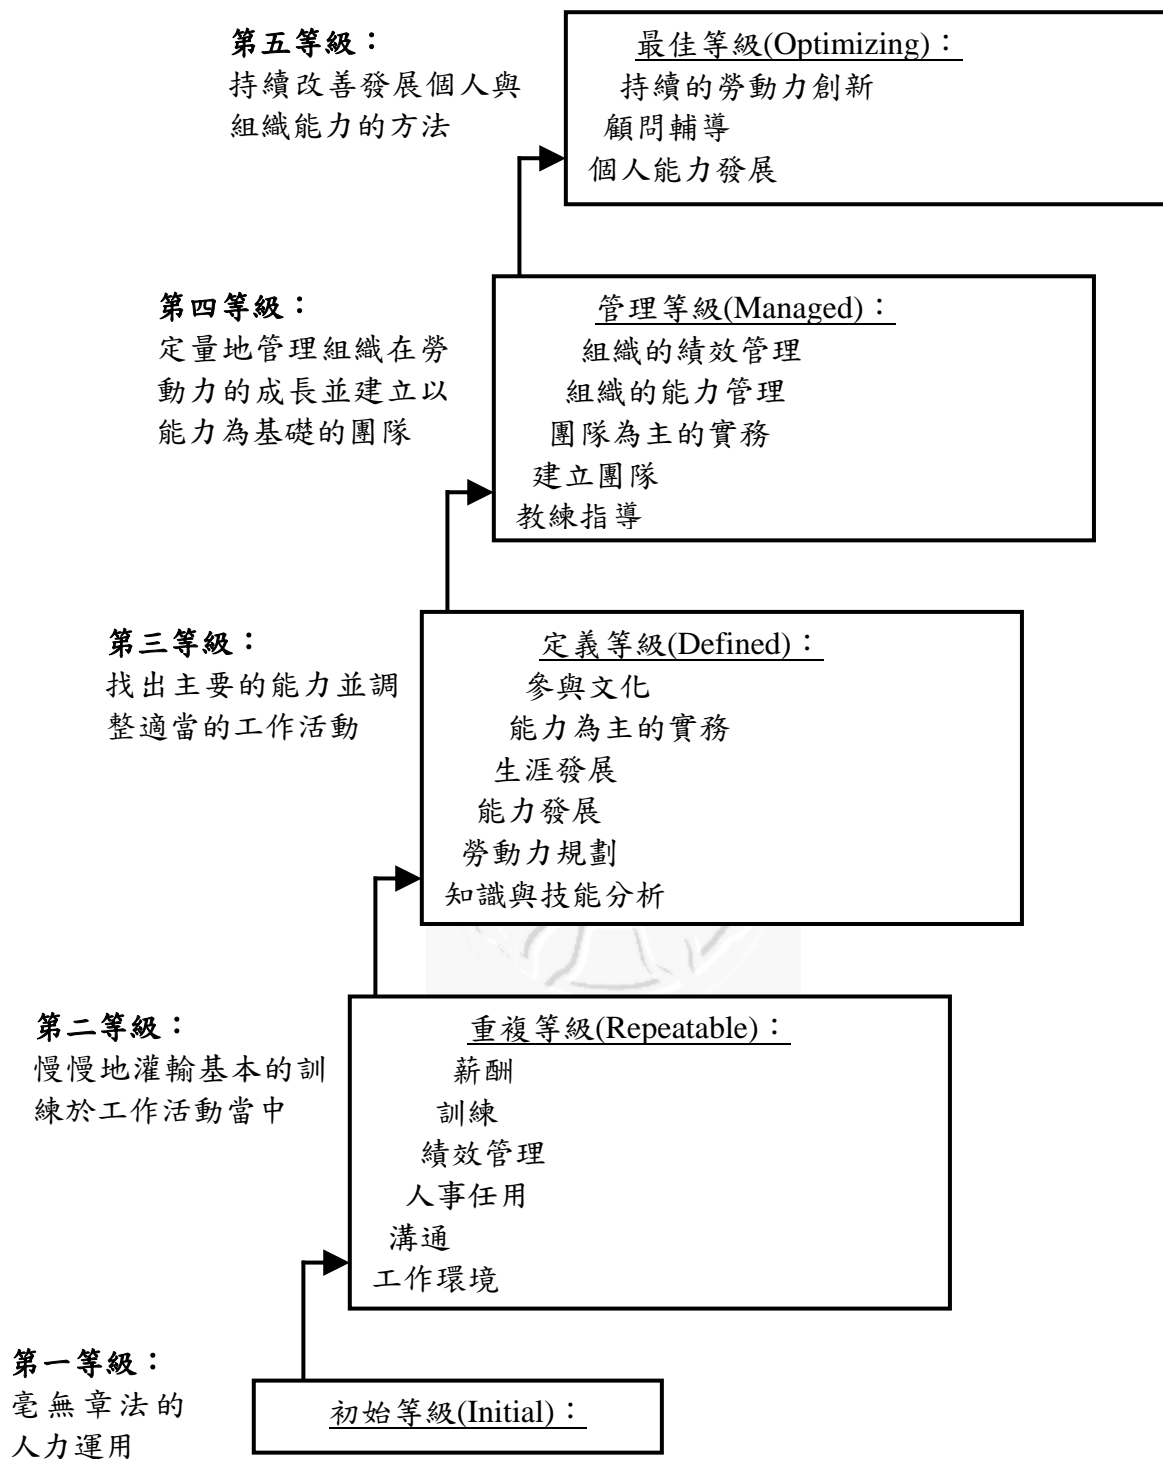 第五等級：
持續改善發展個人與
組織能力的方法
最佳等級(Optimizing)：
持續的勞動力創新
顧問輔導
個人能力發展
第四等級：
定量地管理組織在勞
動力的成長並建立以
能力為基礎的團隊
管理等級(Managed)：
組織的績效管理
組織的能力管理
團隊為主的實務
建立團隊
教練指導
第三等級：
找出主要的能力並調
整適當的工作活動
定義等級(Defined)：
參與文化
能力為主的實務
生涯發展
能力發展
勞動力規劃
知識與技能分析
第二等級：
慢慢地灌輸基本的訓
練於工作活動當中
重複等級(Repeatable)：
薪酬
訓練
績效管理
人事任用
溝通
工作環境
第一等級：
毫無章法的
人力運用
初始等級(Initial)：